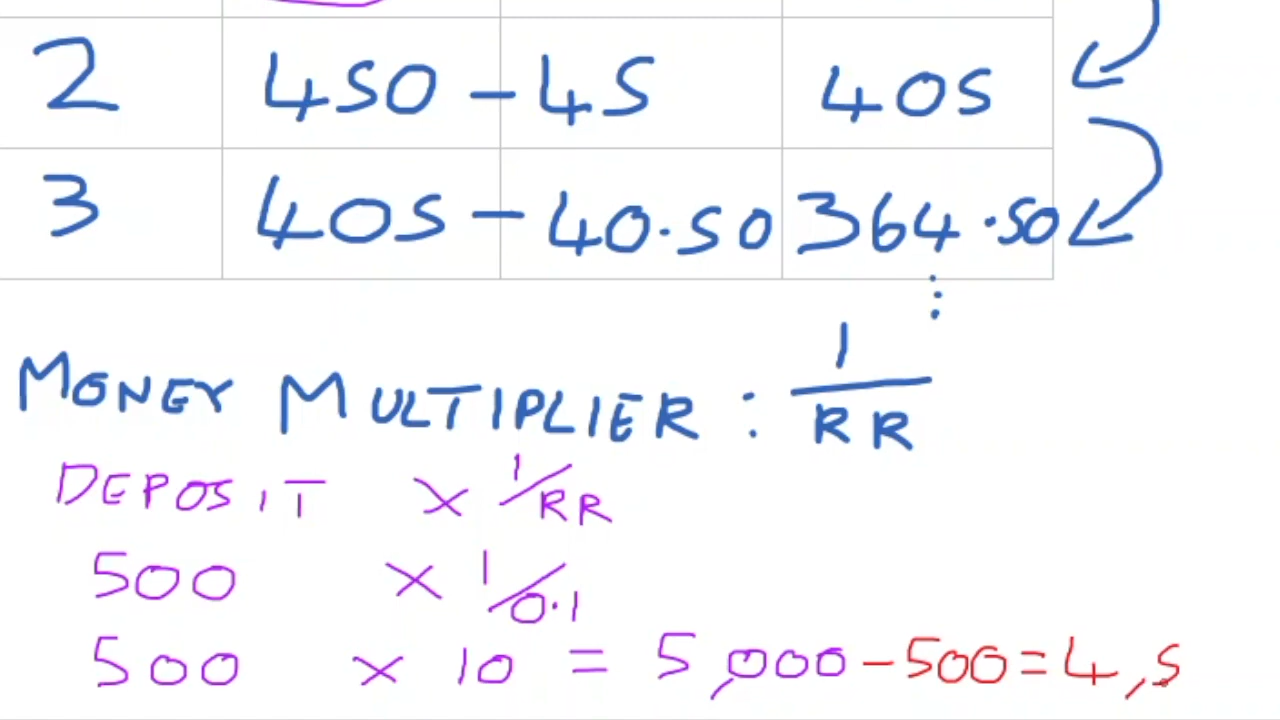 2 450 - 45 405
3 405 - 40.50 364.50
⋮
MONEY MULTIPLIER : 1/RR
DEPOSIT × 1/RR
500 × 1/0.1
500 × 10 = 5,000 - 500 = 4,5